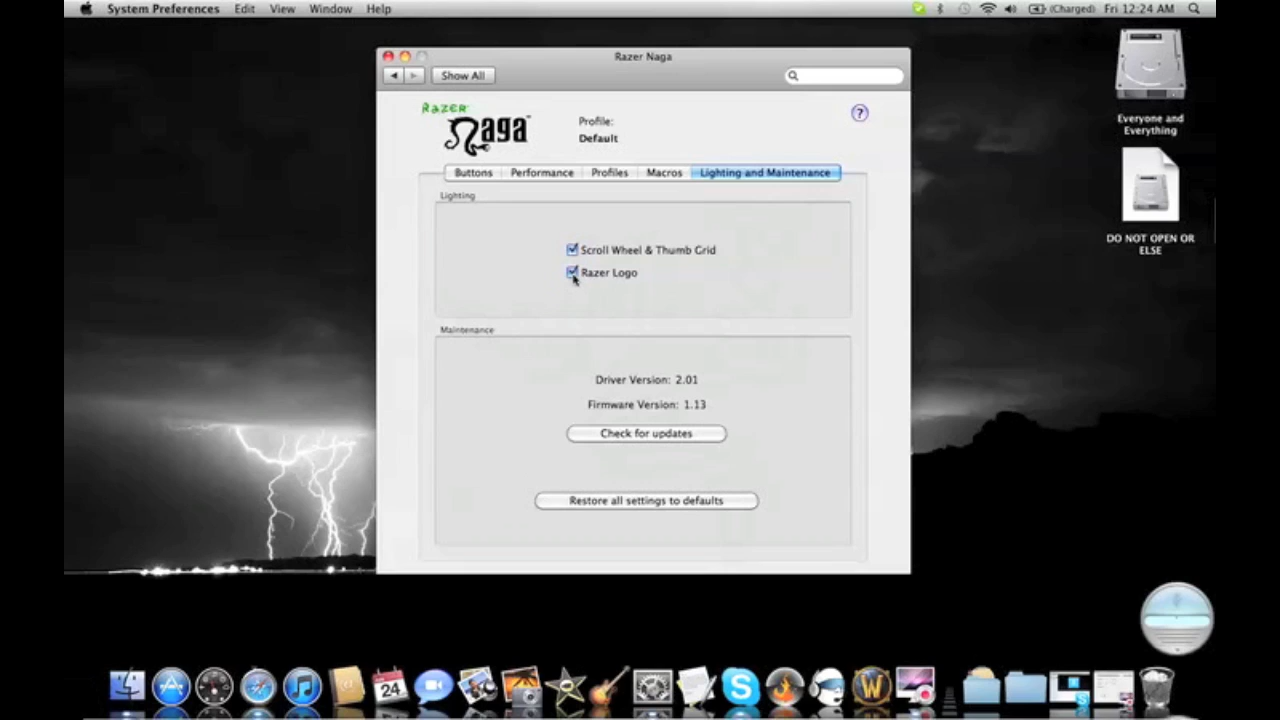 System Preferences Edit View Window Help (Charged) Fri 12:24 AM
Razer Naga
Show All
RAZER
Naga
Profile:
Default
?
Buttons Performance Profiles Macros Lighting and Maintenance
Lighting
Scroll Wheel & Thumb Grid
Razer Logo
Maintenance
Driver Version: 2.01
Firmware Version: 1.13
Check for updates
Restore all settings to defaults
Everyone and
Everything
DO NOT OPEN OR
ELSE
24